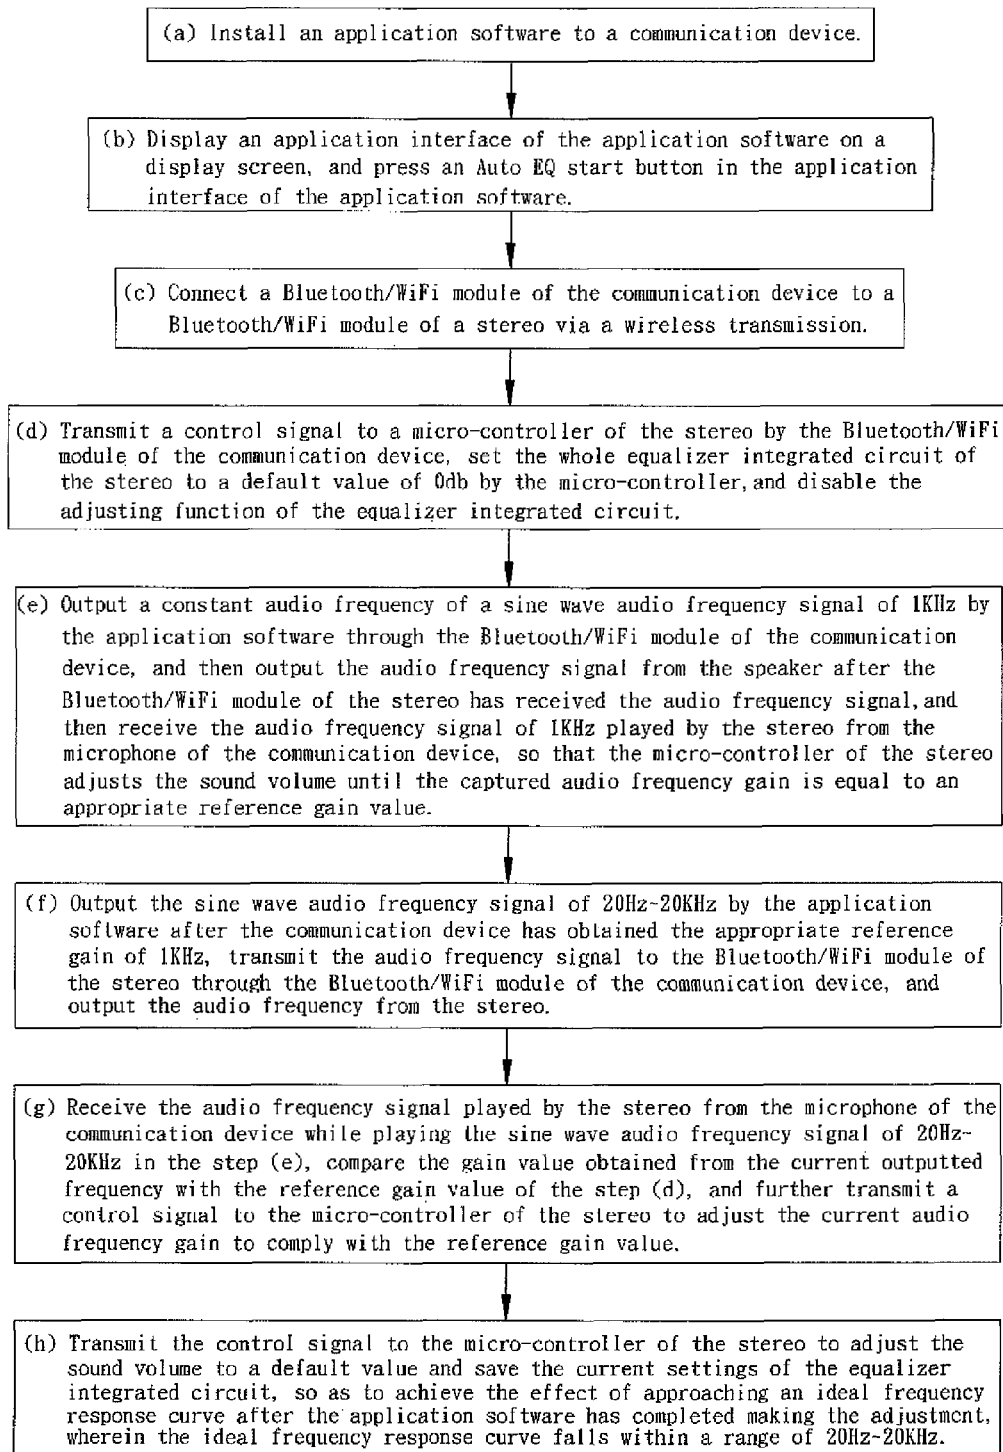 (a) Install an application software to a communication device.
(b) Display an application interface of the application software on a
display screen, and press an Auto EQ start button in the application
interface of the application software.
(c) Connect a Bluetooth/WiFi module of the communication device to a
Bluetooth/WiFi module of a stereo via a wireless transmission.
(d) Transmit a control signal to a micro-controller of the stereo by the Bluetooth/WiFi
module of the communication device, set the whole equalizer integrated circuit of
the stereo to a default value of 0db by the micro-controller, and disable the
adjusting function of the equalizer integrated circuit.
(e) Output a constant audio frequency of a sine wave audio frequency signal of 1KHz by
the application software through the Bluetooth/WiFi module of the communication
device, and then output the audio frequency signal from the speaker after the
Bluetooth/WiFi module of the stereo has received the audio frequency signal, and
then receive the audio frequency signal of 1KHz played by the stereo from the
microphone of the communication device, so that the micro-controller of the stereo
adjusts the sound volume until the captured audio frequency gain is equal to an
appropriate reference gain value.
(f) Output the sine wave audio frequency signal of 20Hz~20KHz by the application
software after the communication device has obtained the appropriate reference
gain of 1KHz, transmit the audio frequency signal to the Bluetooth/WiFi module of
the stereo through the Bluetooth/WiFi module of the communication device, and
output the audio frequency from the stereo.
(g) Receive the audio frequency signal played by the stereo from the microphone of the
communication device while playing the sine wave audio frequency signal of 20Hz~
20KHz in the step (e), compare the gain value obtained from the current outputted
frequency with the reference gain value of the step (d), and further transmit a
control signal to the micro-controller of the stereo to adjust the current audio
frequency gain to comply with the reference gain value.
(h) Transmit the control signal to the micro-controller of the stereo to adjust the
sound volume to a default value and save the current settings of the equalizer
integrated circuit, so as to achieve the effect of approaching an ideal frequency
response curve after the application software has completed making the adjustment,
wherein the ideal frequency response curve falls within a range of 20Hz~20KHz.